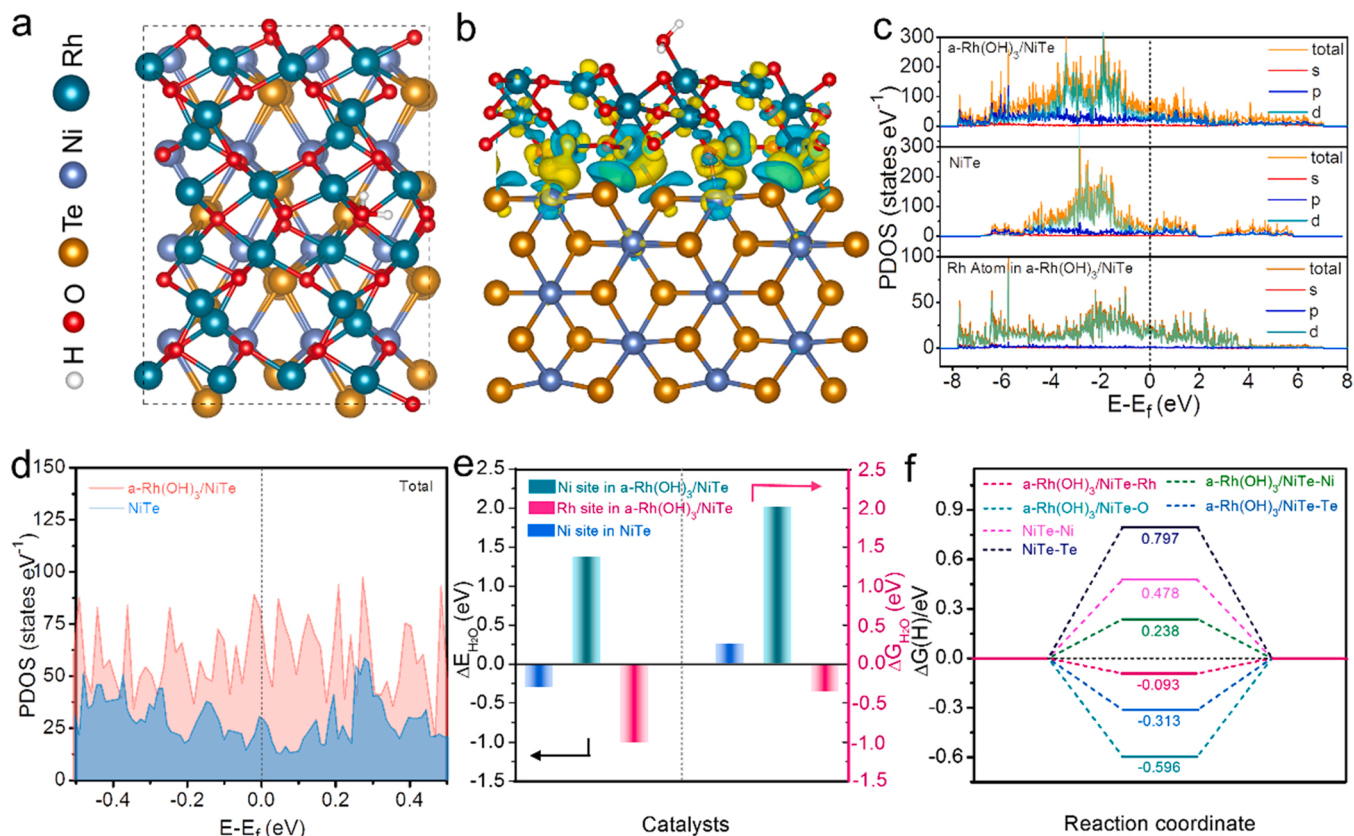 a
Rh
Ni
Te
O
H
b
c
PDOS (states eV⁻¹)
300
200
100
0
a-Rh(OH)₃/NiTe
total
s
p
d
300
200
100
0
NiTe
total
s
p
d
100
50
0
Rh Atom in a-Rh(OH)₃/NiTe
total
s
p
d
-8 -6 -4 -2 0 2 4 6 8
E-E_f (eV)
d
PDOS (states eV⁻¹)
150
125
100
75
50
25
0
a-Rh(OH)₃/NiTe
NiTe
Total
-0.4 -0.2 0.0 0.2 0.4
E-E_f (eV)
e
ΔE_H₂O (eV)
2.5
2.0
1.5
1.0
0.5
0.0
-0.5
-1.0
-1.5
Ni site in a-Rh(OH)₃/NiTe
Rh site in a-Rh(OH)₃/NiTe
Ni site in NiTe
2.5
2.0
1.5
1.0
0.5
0.0
-0.5
-1.0
-1.5
ΔG_H₂O (eV)
Catalysts
f
ΔG(H)/eV
0.9
0.6
0.3
0.0
-0.3
-0.6
a-Rh(OH)₃/NiTe-Rh
a-Rh(OH)₃/NiTe-Ni
a-Rh(OH)₃/NiTe-O
a-Rh(OH)₃/NiTe-Te
NiTe-Ni
NiTe-Te
0.797
0.478
0.238
-0.093
-0.313
-0.596
Reaction coordinate